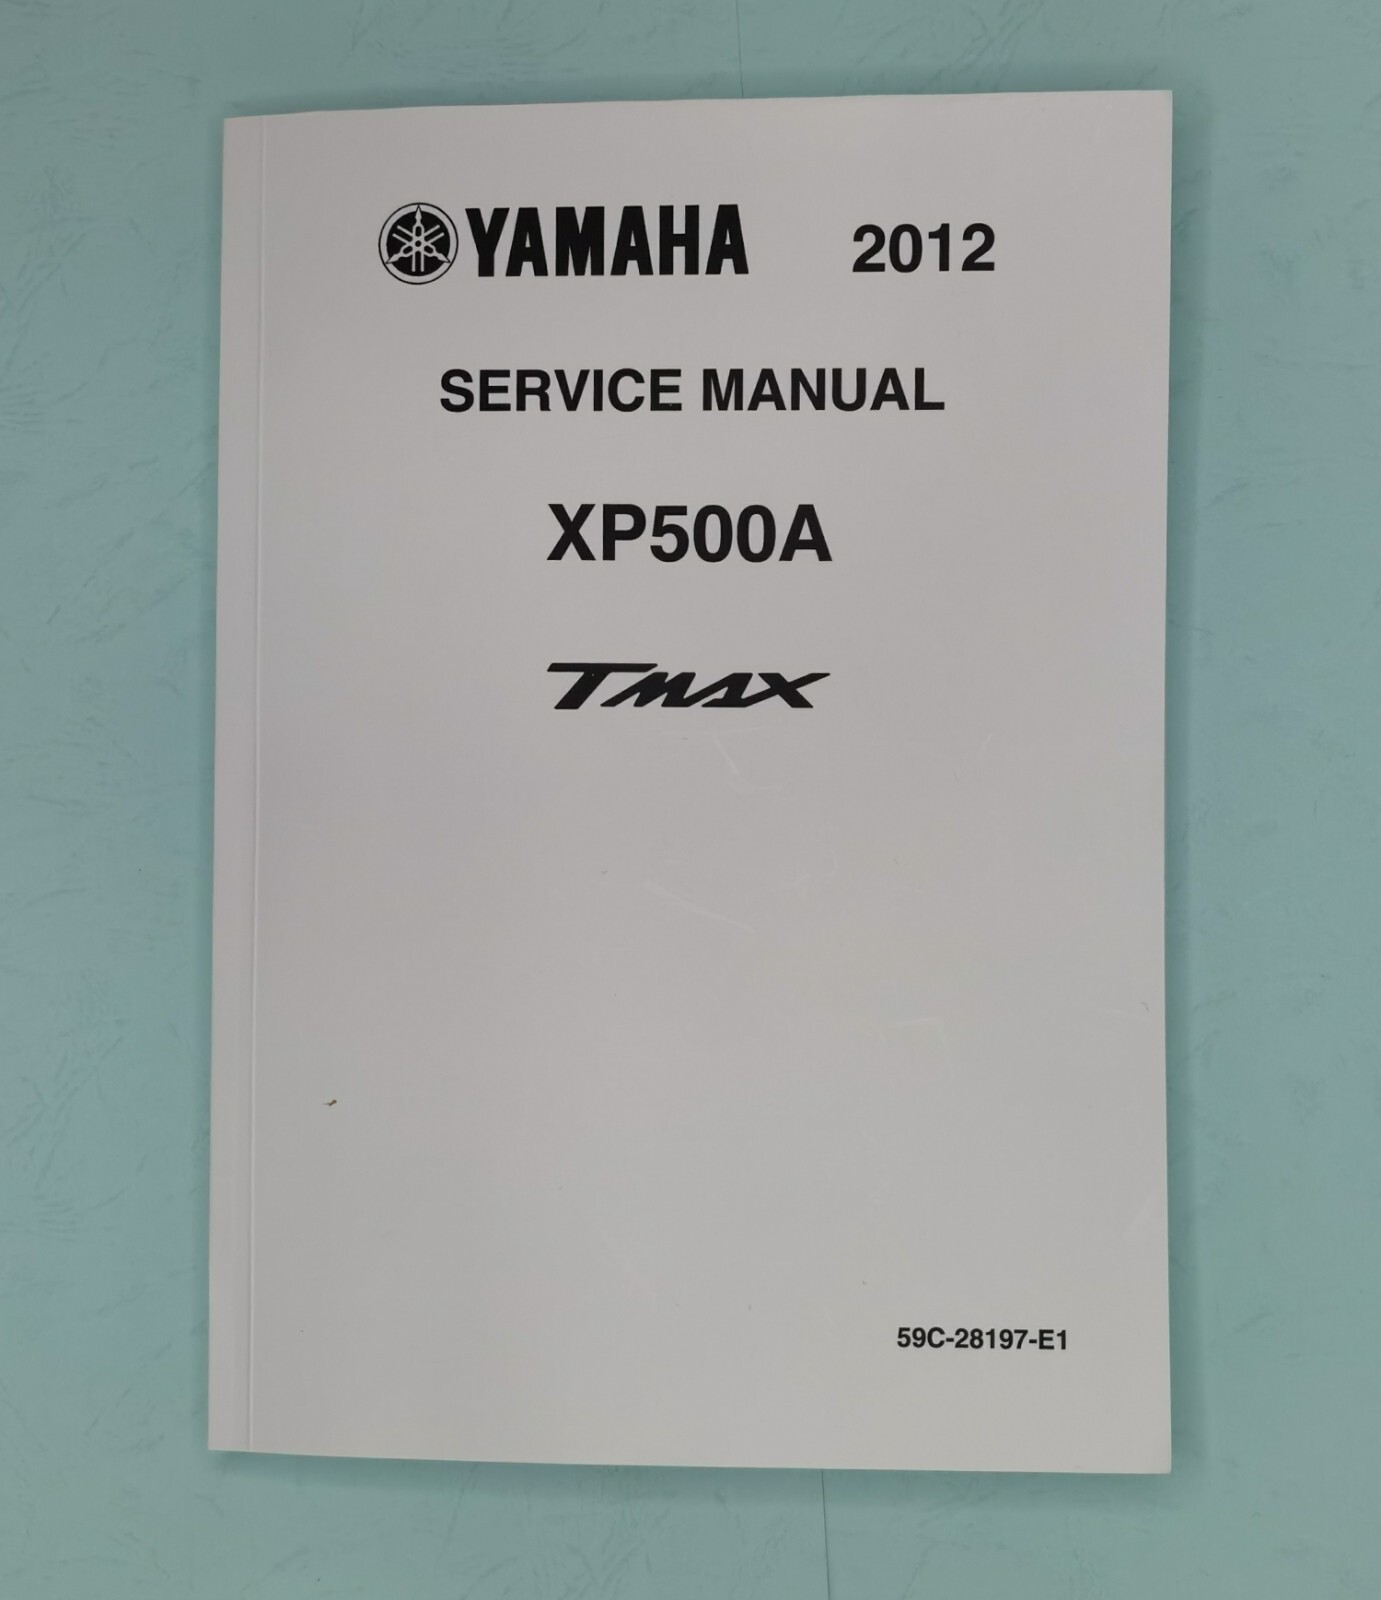 YAMAHA 2012
SERVICE MANUAL
XP500A
TMAX
59C-28197-E1